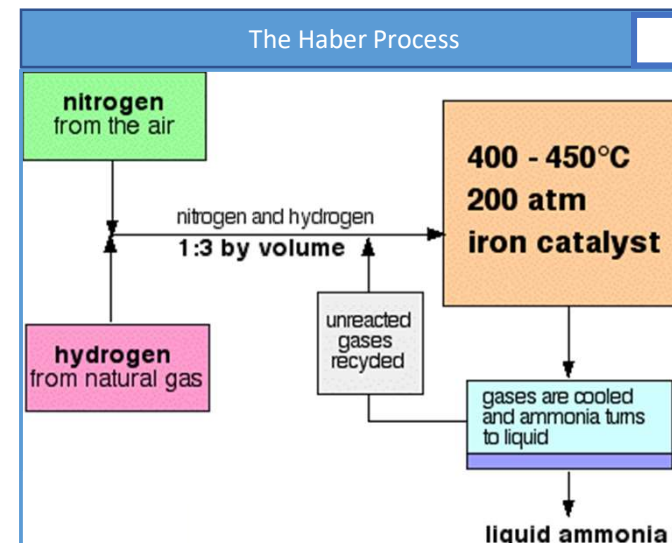 The Haber Process
nitrogen
from the air
400 - 450°C
200 atm
iron catalyst
nitrogen and hydrogen
1:3 by volume
unreacted
gases
recyded
hydrogen
from natural gas
gases are cooled
and ammonia turns
to liquid
liquid ammonia